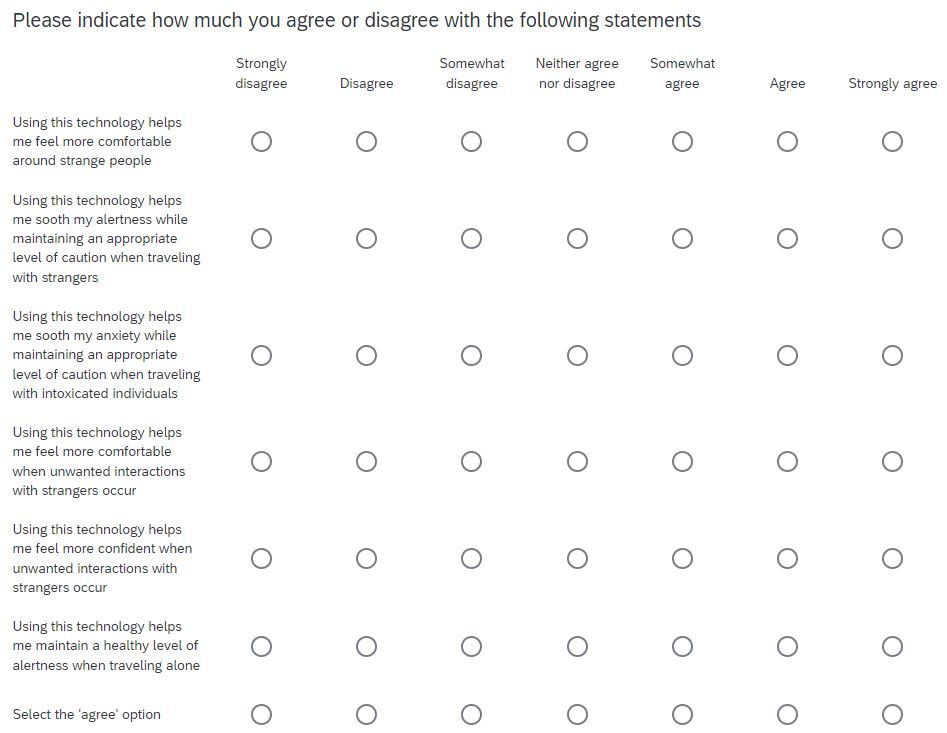 Please indicate how much you agree or disagree with the following statements
Strongly disagree
Disagree
Somewhat disagree
Neither agree nor disagree
Somewhat agree
Agree
Strongly agree
Using this technology helps
me feel more comfortable
around strange people
Using this technology helps
me sooth my alertness while
maintaining an appropriate
level of caution when traveling
with strangers
Using this technology helps
me sooth my anxiety while
maintaining an appropriate
level of caution when traveling
with intoxicated individuals
Using this technology helps
me feel more comfortable
when unwanted interactions
with strangers occur
Using this technology helps
me feel more confident when
unwanted interactions with
strangers occur
Using this technology helps
me maintain a healthy level of
alertness when traveling alone
Select the 'agree' option